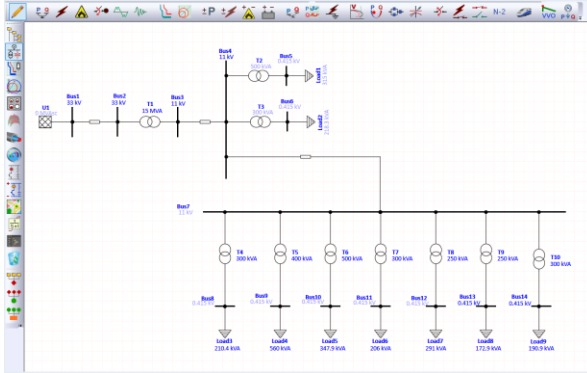 N-2
VVO
Bus4
11 kV
T2
500 kVA
Bus5
0.415 kV
Load1
315 kVA
Bus1
33 kV
Bus2
33 kV
T1
15 MVA
Bus3
11 kV
U1
T3
300 kVA
Bus6
0.415 kV
Load2
Bus7
11 kV
T4
300 kVA
T5
400 kVA
T6
500 kVA
T7
300 kVA
T8
250 kVA
T9
250 kVA
T10
300 kVA
Bus8
0.415 kV
Bus9
0.415 kV
Bus10
0.415 kV
Bus11
0.415 kV
Bus12
0.415 kV
Bus13
0.415 kV
Bus14
0.415 kV
Load3
210.4 kVA
Load4
560 kVA
Load5
347.9 kVA
Load6
206 kVA
Load7
291 kVA
Load8
172.9 kVA
Load9